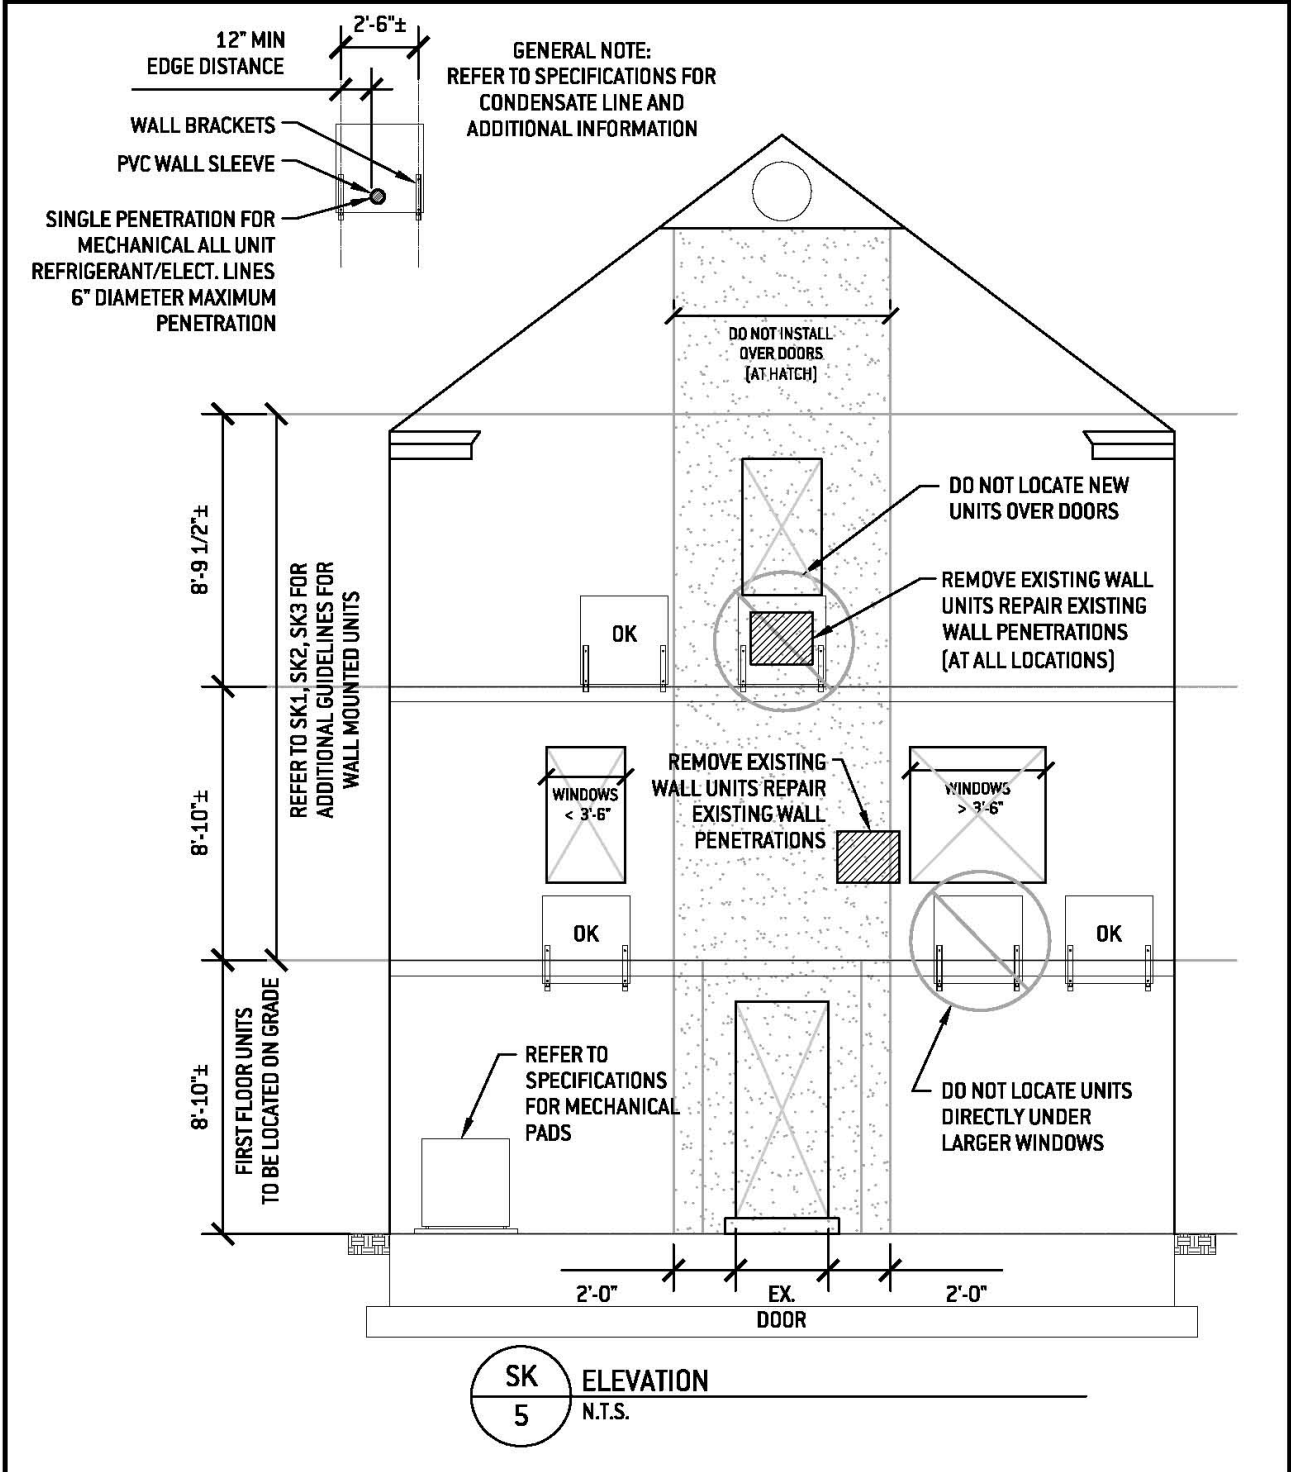 2'-6"±
12" MIN
EDGE DISTANCE
GENERAL NOTE:
REFER TO SPECIFICATIONS FOR
CONDENSATE LINE AND
ADDITIONAL INFORMATION
WALL BRACKETS
PVC WALL SLEEVE
SINGLE PENETRATION FOR
MECHANICAL ALL UNIT
REFRIGERANT/ELECT. LINES
6" DIAMETER MAXIMUM
PENETRATION
DO NOT INSTALL
OVER DOORS
(AT HATCH)
DO NOT LOCATE NEW
UNITS OVER DOORS
REMOVE EXISTING WALL
UNITS REPAIR EXISTING
WALL PENETRATIONS
(AT ALL LOCATIONS)
OK
8'-9 1/2"±
REFER TO SK1, SK2, SK3 FOR
ADDITIONAL GUIDELINES FOR
WALL MOUNTED UNITS
8'-10"±
REMOVE EXISTING
WALL UNITS REPAIR
EXISTING WALL
PENETRATIONS
WINDOWS
< 3'-6"
WINDOWS
> 3'-6"
OK
OK
8'-10"±
FIRST FLOOR UNITS
TO BE LOCATED ON GRADE
REFER TO
SPECIFICATIONS
FOR MECHANICAL
PADS
DO NOT LOCATE UNITS
DIRECTLY UNDER
LARGER WINDOWS
2'-0"
EX.
DOOR
2'-0"
SK
5
ELEVATION
N.T.S.